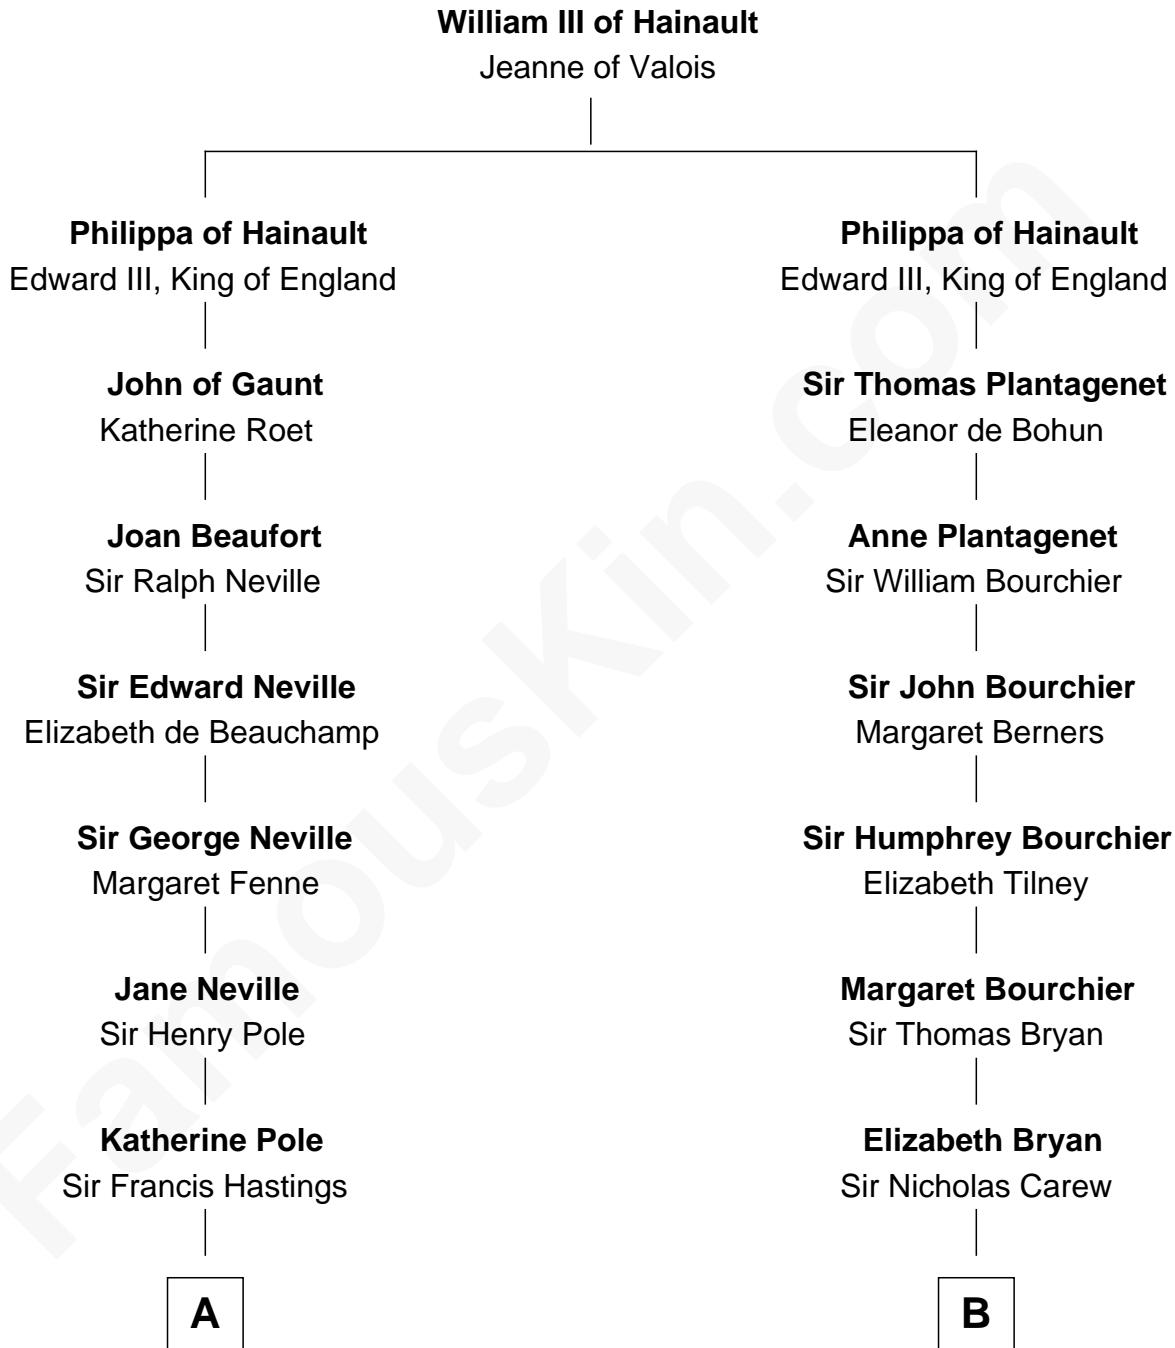 William III of Hainault
Jeanne of Valois
Philippa of Hainault
Edward III, King of England
John of Gaunt
Katherine Roet
Joan Beaufort
Sir Ralph Neville
Sir Edward Neville
Elizabeth de Beauchamp
Sir George Neville
Margaret Fenne
Jane Neville
Sir Henry Pole
Katherine Pole
Sir Francis Hastings
A
Philippa of Hainault
Edward III, King of England
Sir Thomas Plantagenet
Eleanor de Bohun
Anne Plantagenet
Sir William Bourchier
Sir John Bourchier
Margaret Berners
Sir Humphrey Bourchier
Elizabeth Tilney
Margaret Bourchier
Sir Thomas Bryan
Elizabeth Bryan
Sir Nicholas Carew
B
FamousKin.com